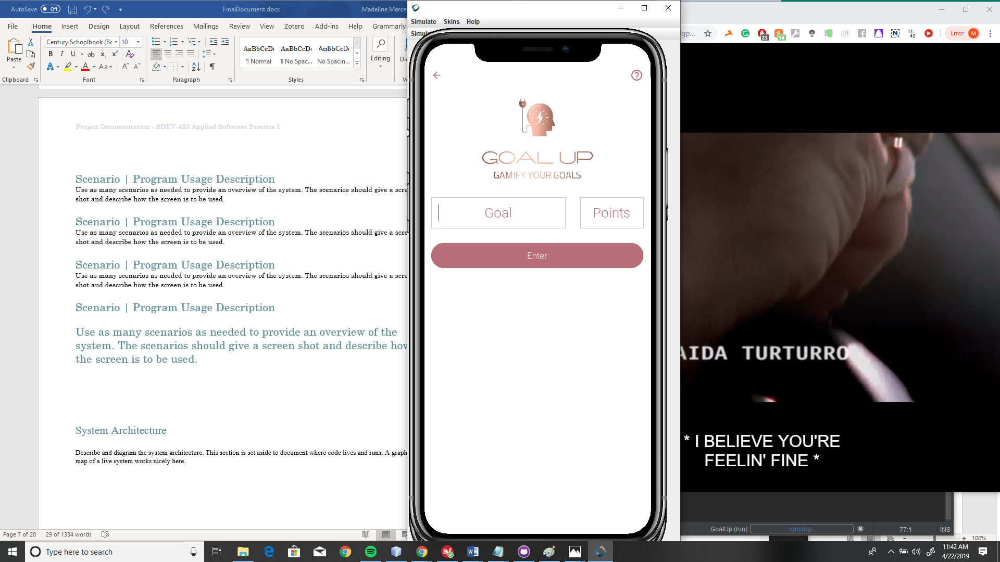 AutoSave Off
FinalDocument.docx
Madeline Merce
File Home Insert Design Layout References Mailings Review View Zotero Add-ins Help Grammarly
Century Schoolbook (Bo 10
Paste
Clipboard
Font
Paragraph
AaBbCcDc AaBbCcDc AaBbCcDc
¶ Normal ¶ No Spac... No Spacin...
Styles
Editing
Project Documentation - SDEV-435 Applied Software Practice I
Scenario | Program Usage Description
Use as many scenarios as needed to provide an overview of the system. The scenarios should give a scre
shot and describe how the screen is to be used.
Scenario | Program Usage Description
Use as many scenarios as needed to provide an overview of the system. The scenarios should give a scre
shot and describe how the screen is to be used.
Scenario | Program Usage Description
Use as many scenarios as needed to provide an overview of the system. The scenarios should give a scre
shot and describe how the screen is to be used.
Scenario | Program Usage Description
Use as many scenarios as needed to provide an overview of the
system. The scenarios should give a screen shot and describe how
the screen is to be used.
System Architecture
Describe and diagram the system architecture. This section is set aside to document where code lives and runs. A graph
map of a live system works nicely here.
Page 7 of 20 29 of 1334 words
Simulate Skins Help
GOAL UP
GAMIFY YOUR GOALS
Goal Points
Enter
gp...
23
14
11:
42
Error M
AIDA TURTURRO
* I BELIEVE YOU'RE
FEELIN' FINE *
GoalUp (run) running... 77:1 INS
100%
Type here to search
11:42 AM
4/22/2019